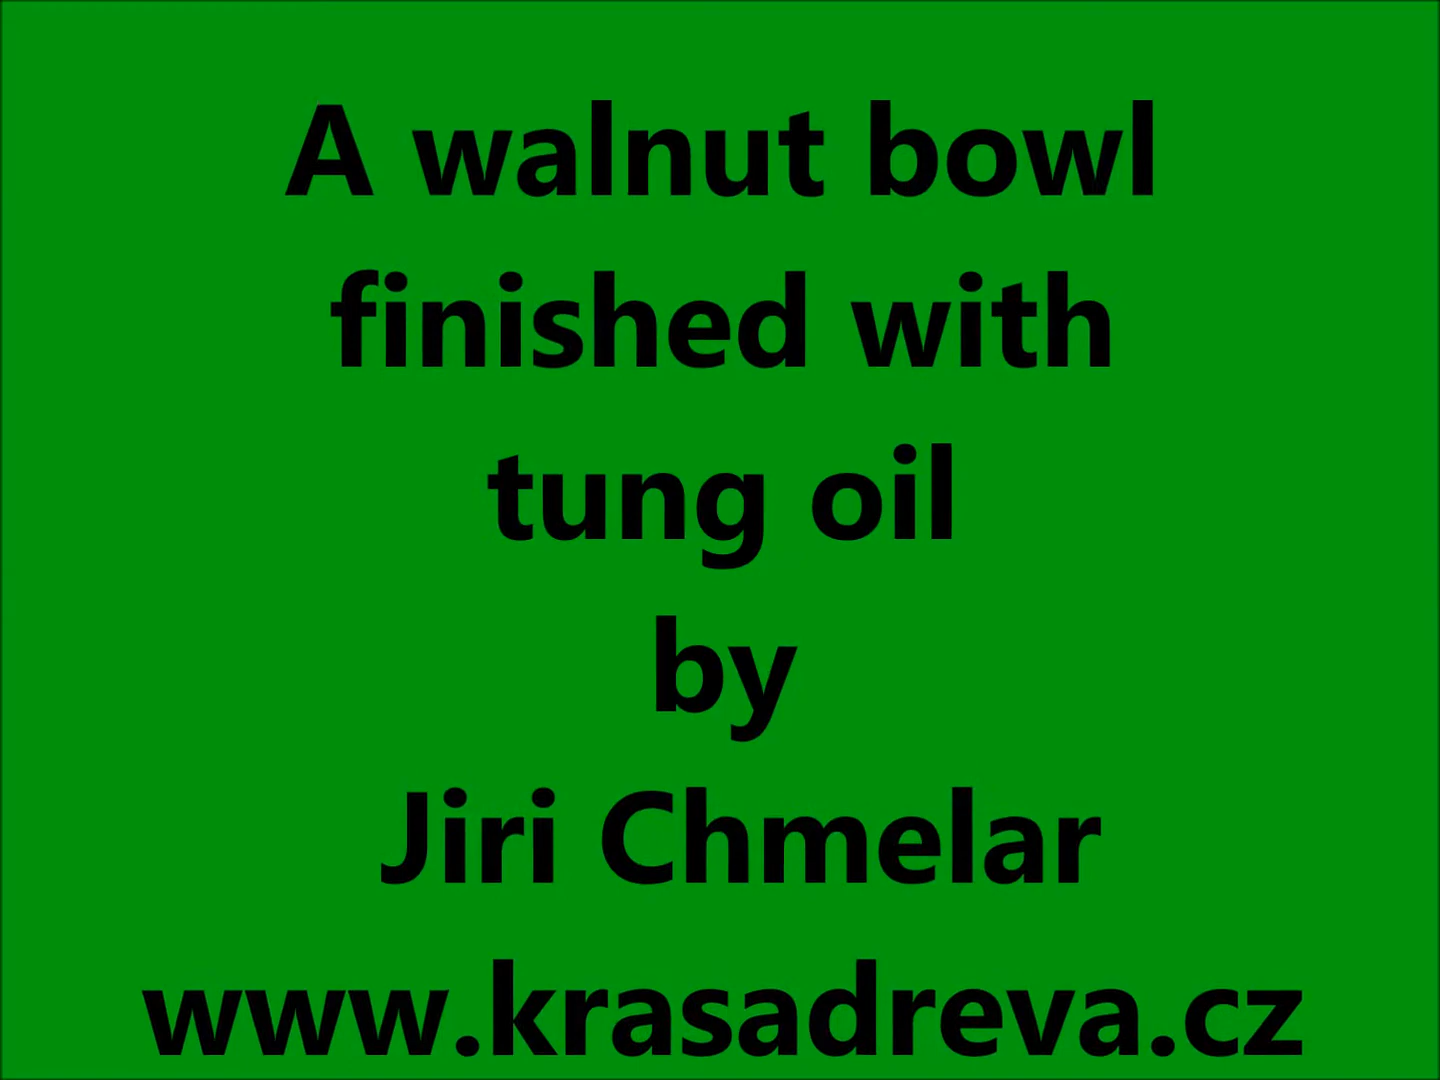 A walnut bowl
finished with
tung oil
by
Jiri Chmelar
www.krasadreva.cz